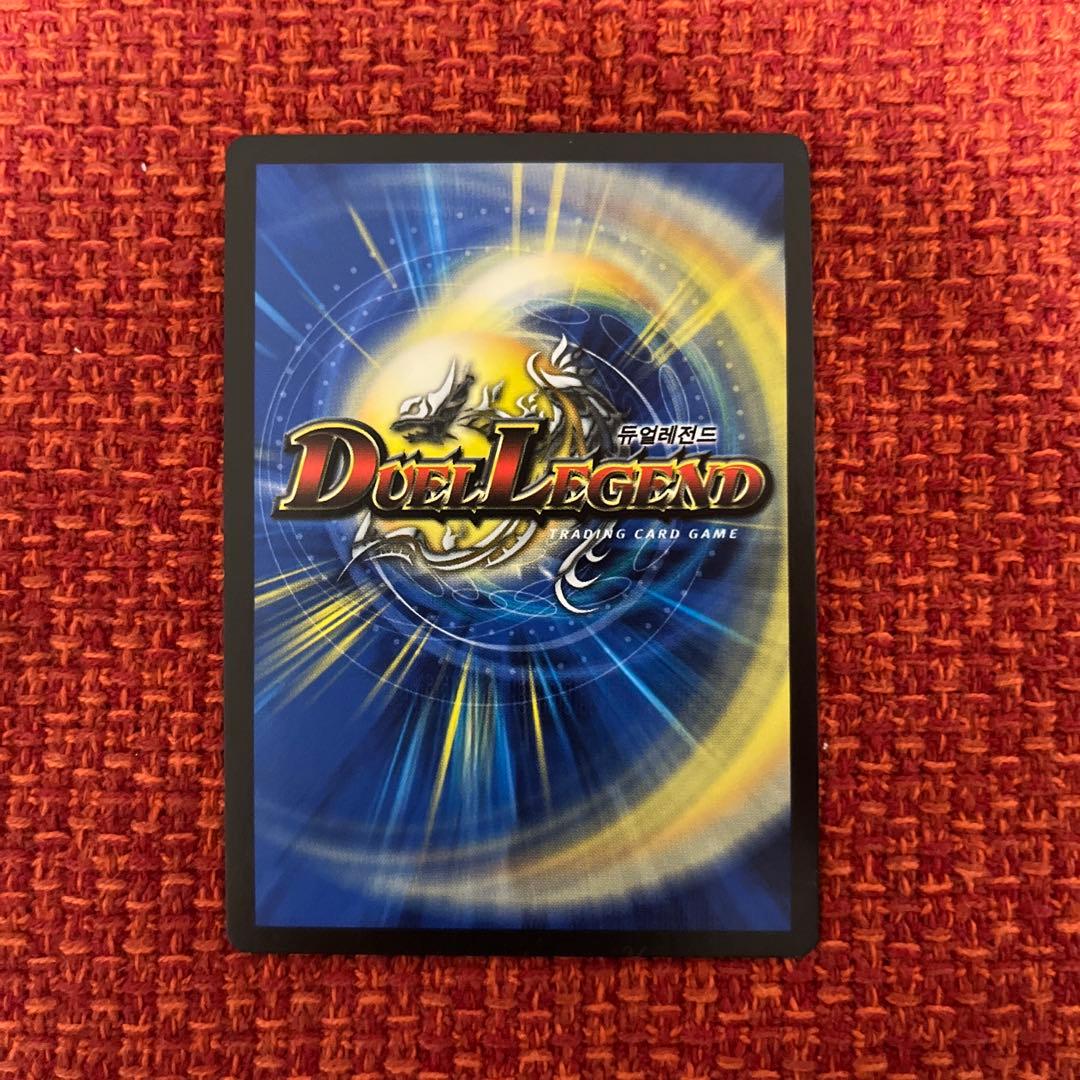 듀얼레전드
DUEL LEGEND
TRADING CARD GAME